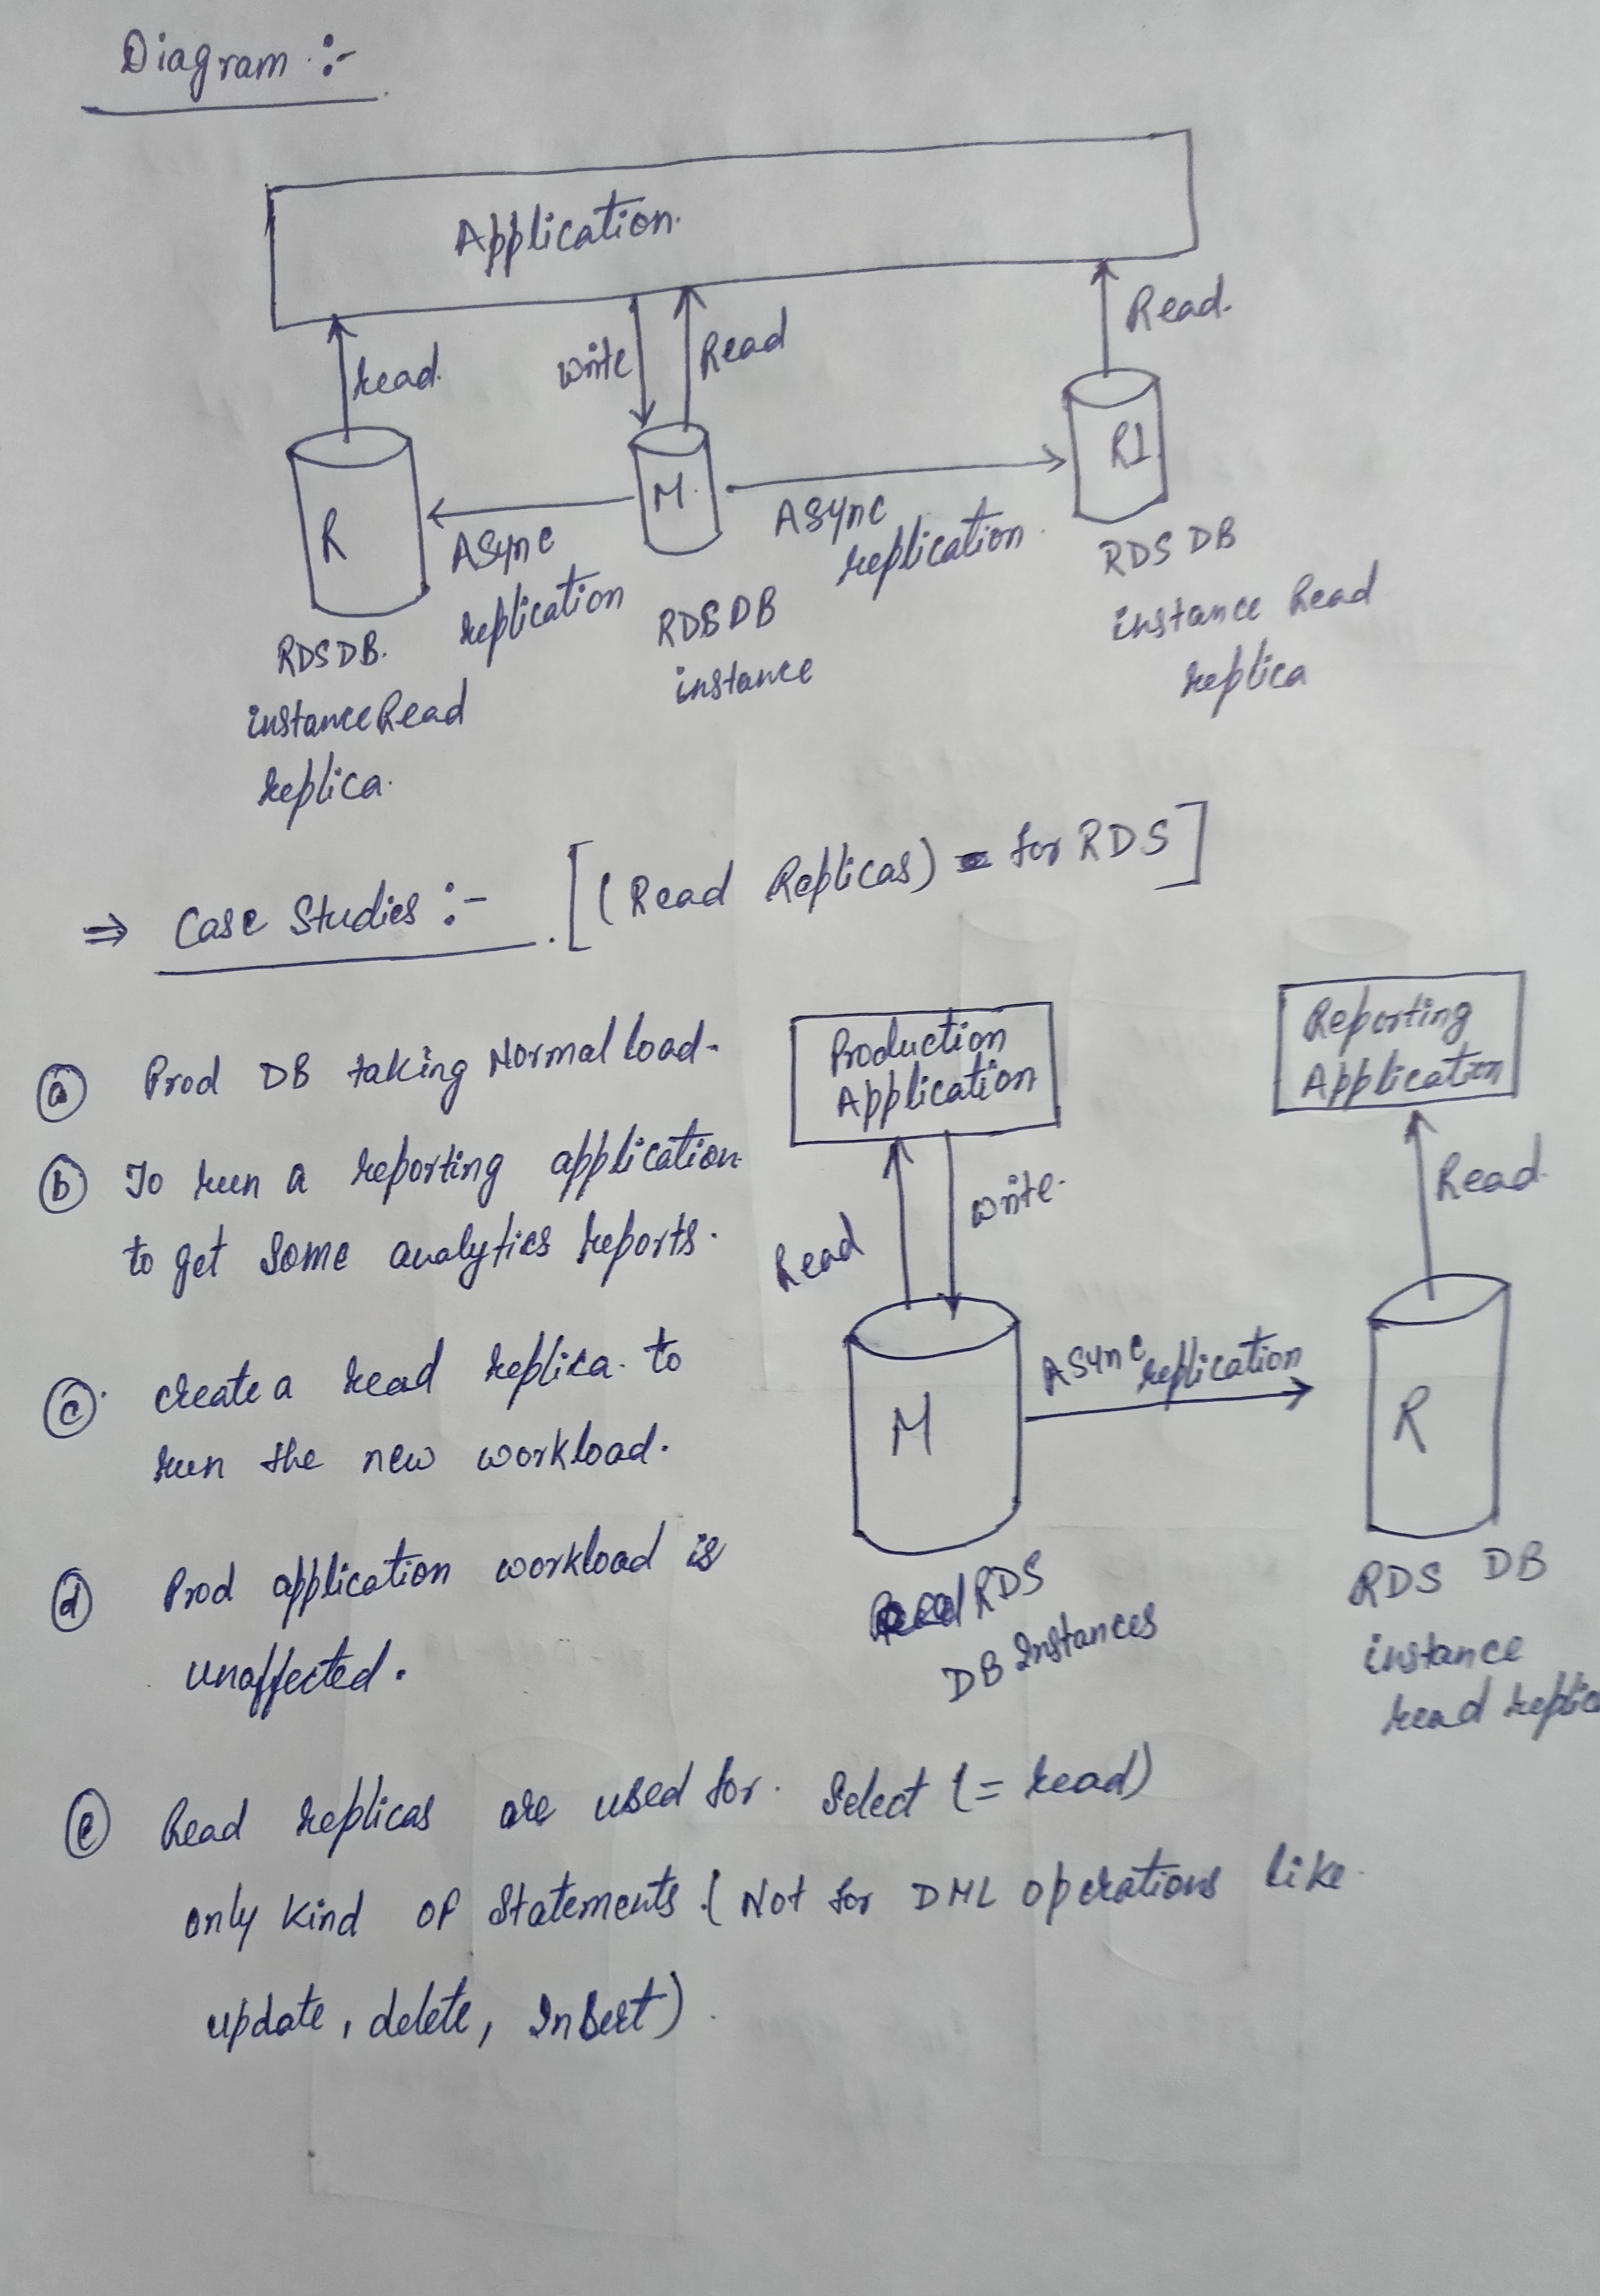 Diagram :-
Application.
read.
write
Read
Read.
R
M.
R1
Async
replication
Async
replication.
RDS DB.
instance Read
replica.
RDS DB
instance
RDS DB
instance Read
replica
⇒ Case Studies :- . [(Read Replicas) - for RDS]
(a) Prod DB taking Normal load.
(b) To run a reporting application
to get some analytics reports.
(c) create a read replica. to
run the new workload.
(d) Prod application workload is
unaffected.
Production
Application
Reporting
Application
Read
write.
Read.
M
Async replication
R
RDS
DB Instances
RDS DB
instance
read replica
(e) Read replicas are used for. Select (= read)
only kind of statements. (Not for DML operations like
update, delete, Insert).